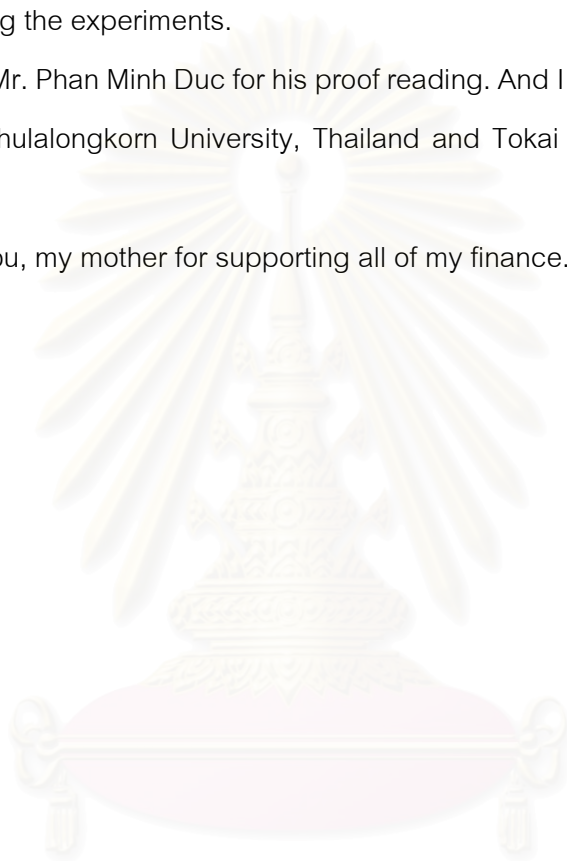 g the experiments.
Mr. Phan Minh Duc for his proof reading. And I
hulalongkorn University, Thailand and Tokai
ou, my mother for supporting all of my finance.